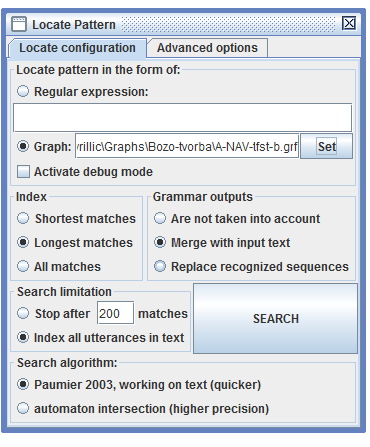 Locate Pattern
Locate configuration Advanced options
Locate pattern in the form of:
Regular expression:
Graph: yrillic\Graphs\Bozo-tvorba\A-NAV-tfst-b.grf Set
Activate debug mode
Index
Shortest matches
Longest matches
All matches
Grammar outputs
Are not taken into account
Merge with input text
Replace recognized sequences
Search limitation
Stop after 200 matches
Index all utterances in text
SEARCH
Search algorithm:
Paumier 2003, working on text (quicker)
automaton intersection (higher precision)